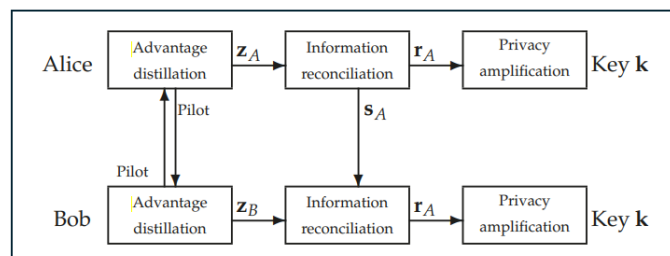 Alice
Advantage
distillation
z_A
Information
reconciliation
r_A
Privacy
amplification
Key k
Pilot
s_A
Pilot
Bob
Advantage
distillation
z_B
Information
reconciliation
r_A
Privacy
amplification
Key k